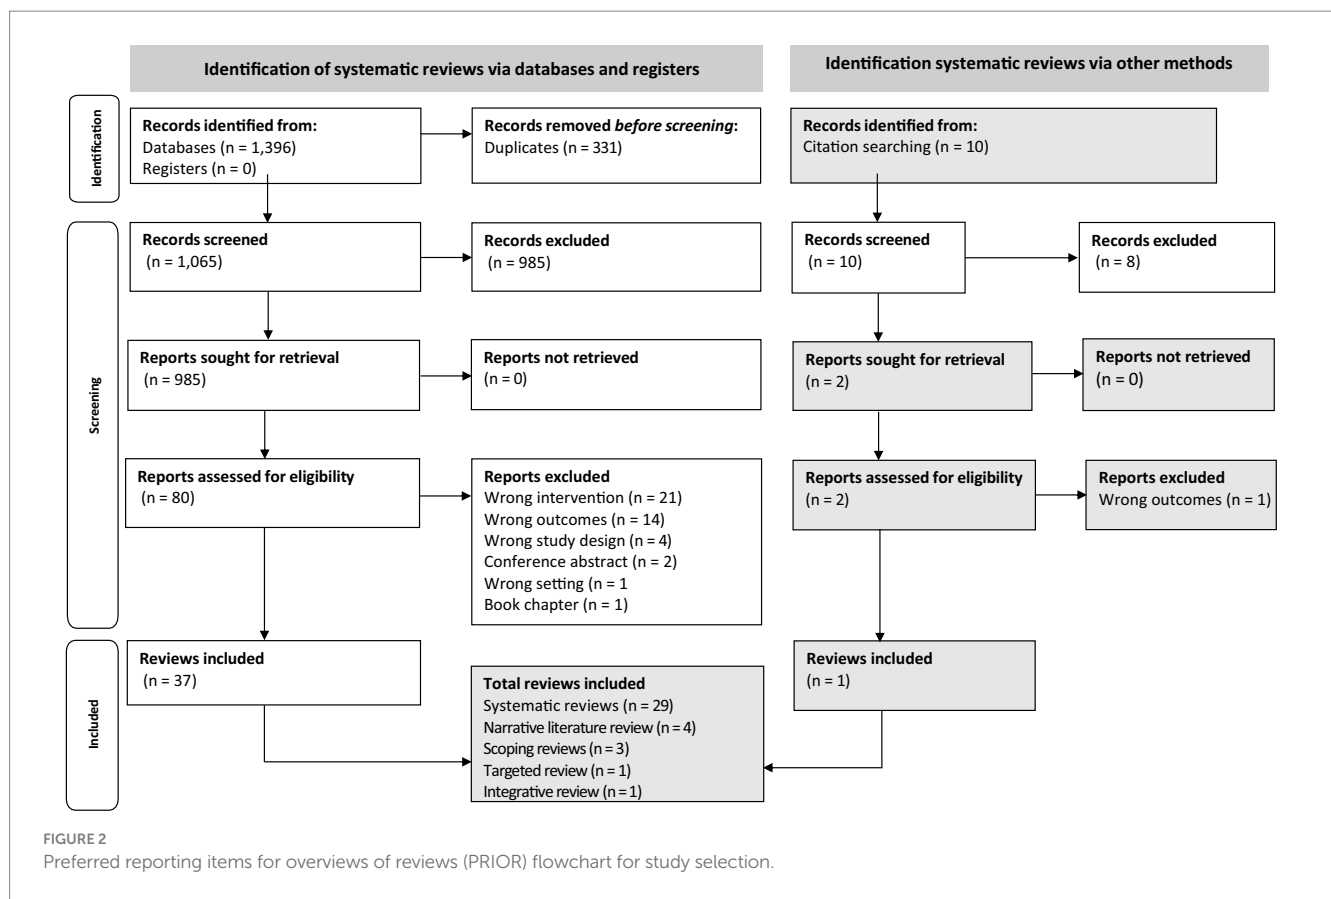 Identification of systematic reviews via databases and registers
Identification systematic reviews via other methods
Identification
Records identified from:
Databases (n = 1,396)
Registers (n = 0)
Records removed before screening:
Duplicates (n = 331)
Records identified from:
Citation searching (n = 10)
Screening
Records screened
(n = 1,065)
Records excluded
(n = 985)
Records screened
(n = 10)
Records excluded
(n = 8)
Reports sought for retrieval
(n = 985)
Reports not retrieved
(n = 0)
Reports sought for retrieval
(n = 2)
Reports not retrieved
(n = 0)
Reports assessed for eligibility
(n = 80)
Reports excluded
Wrong intervention (n = 21)
Wrong outcomes (n = 14)
Wrong study design (n = 4)
Conference abstract (n = 2)
Wrong setting (n = 1
Book chapter (n = 1)
Reports assessed for eligibility
(n = 2)
Reports excluded
Wrong outcomes (n = 1)
Included
Reviews included
(n = 37)
Total reviews included
Systematic reviews (n = 29)
Narrative literature review (n = 4)
Scoping reviews (n = 3)
Targeted review (n = 1)
Integrative review (n = 1)
Reviews included
(n = 1)
FIGURE 2
Preferred reporting items for overviews of reviews (PRIOR) flowchart for study selection.